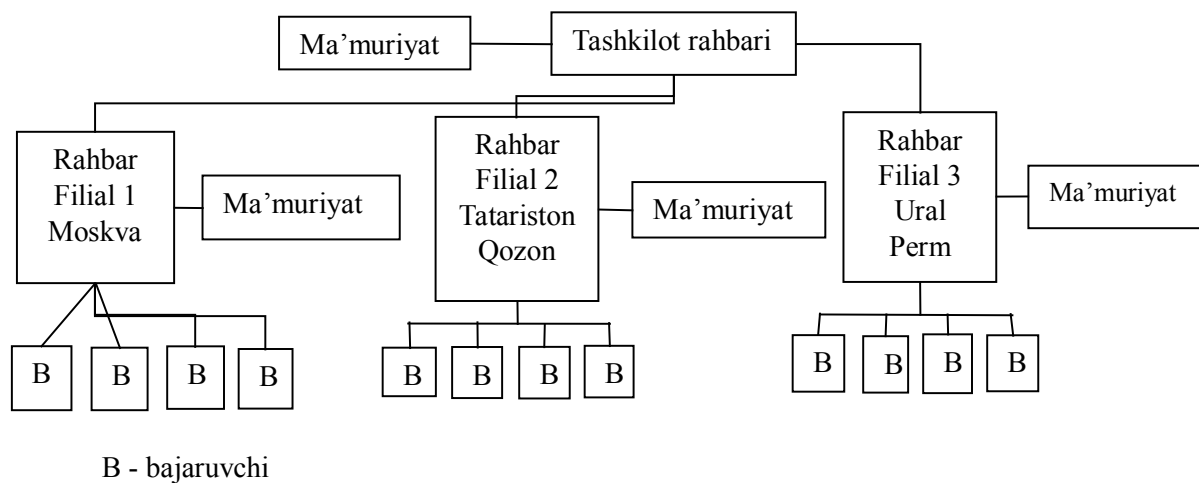 Ma’muriyat
Tashkilot rahbari
Rahbar
Filial 1
Moskva
Ma’muriyat
Rahbar
Filial 2
Tatariston
Qozon
Ma’muriyat
Rahbar
Filial 3
Ural
Perm
Ma’muriyat
B
B
B
B
B
B
B
B
B
B
B
B
B - bajaruvchi